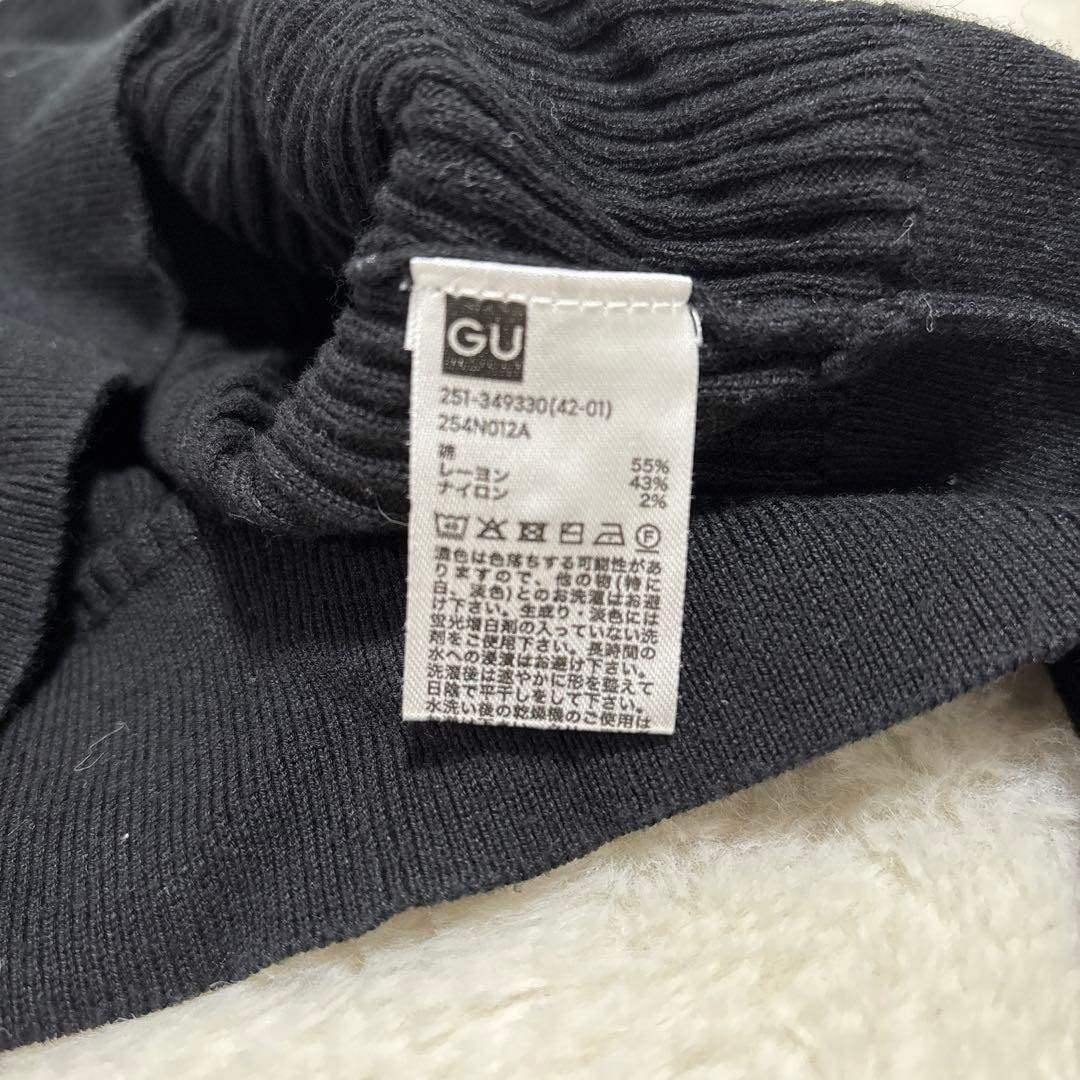 GU
251-349330(42-01)
254N012A
綿 55%
レーヨン 43%
ナイロン 2%
40
F
濃色は色落ちする可能性があ
りますので、他の物(特に
白、淡色)とのお洗濯はお避
け下さい。生成り・淡色には
蛍光増白剤の入っていない洗
剤をご使用下さい。長時間の
水への浸漬はお避け下さい。
洗濯後は速やかに形を整えて
日陰で平干しをして下さい。
水洗い後の乾燥機のご使用は